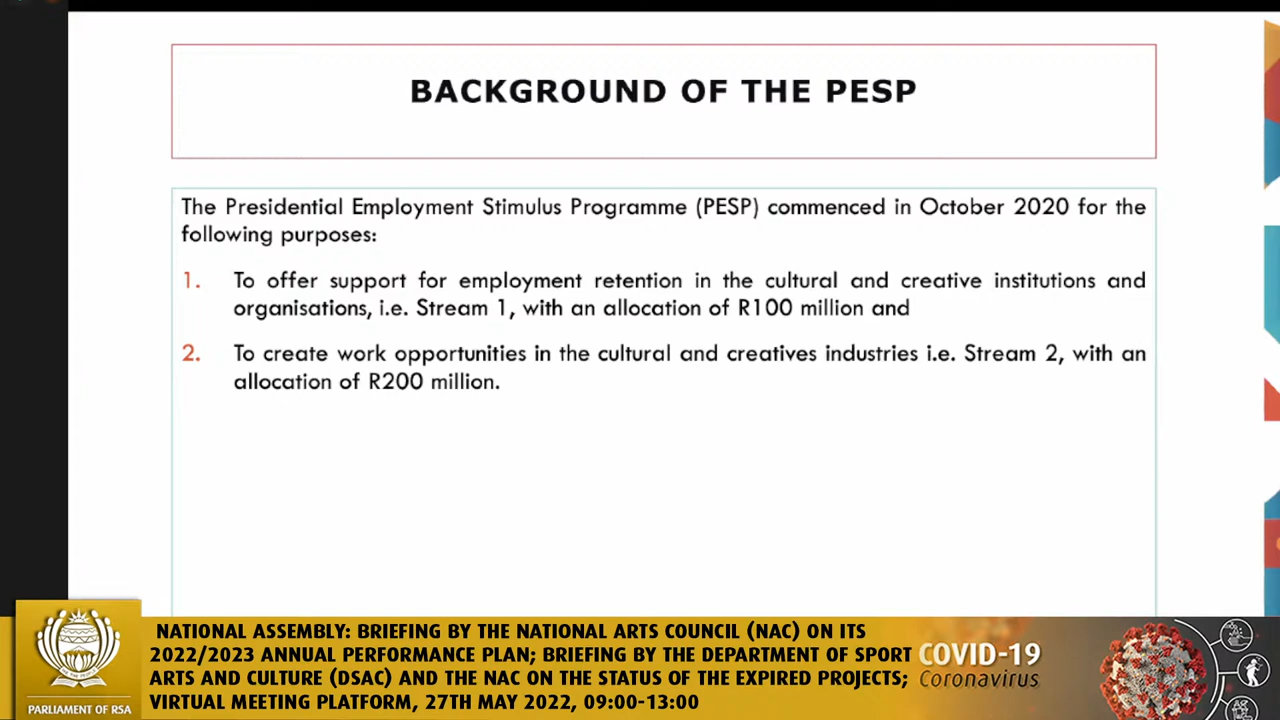 BACKGROUND OF THE PESP
The Presidential Employment Stimulus Programme (PESP) commenced in October 2020 for the
following purposes:
1. To offer support for employment retention in the cultural and creative institutions and
organisations, i.e. Stream 1, with an allocation of R100 million and
2. To create work opportunities in the cultural and creatives industries i.e. Stream 2, with an
allocation of R200 million.
NATIONAL ASSEMBLY: BRIEFING BY THE NATIONAL ARTS COUNCIL (NAC) ON ITS
2022/2023 ANNUAL PERFORMANCE PLAN; BRIEFING BY THE DEPARTMENT OF SPORT
ARTS AND CULTURE (DSAC) AND THE NAC ON THE STATUS OF THE EXPIRED PROJECTS;
VIRTUAL MEETING PLATFORM, 27TH MAY 2022, 09:00-13:00
PARLIAMENT OF RSA
COVID-19
Coronavirus